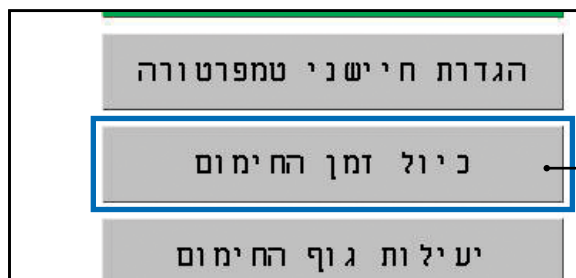 הגדרת חיישני טמפרטורה
כיול זמן החימום
יעילות גוף החימום